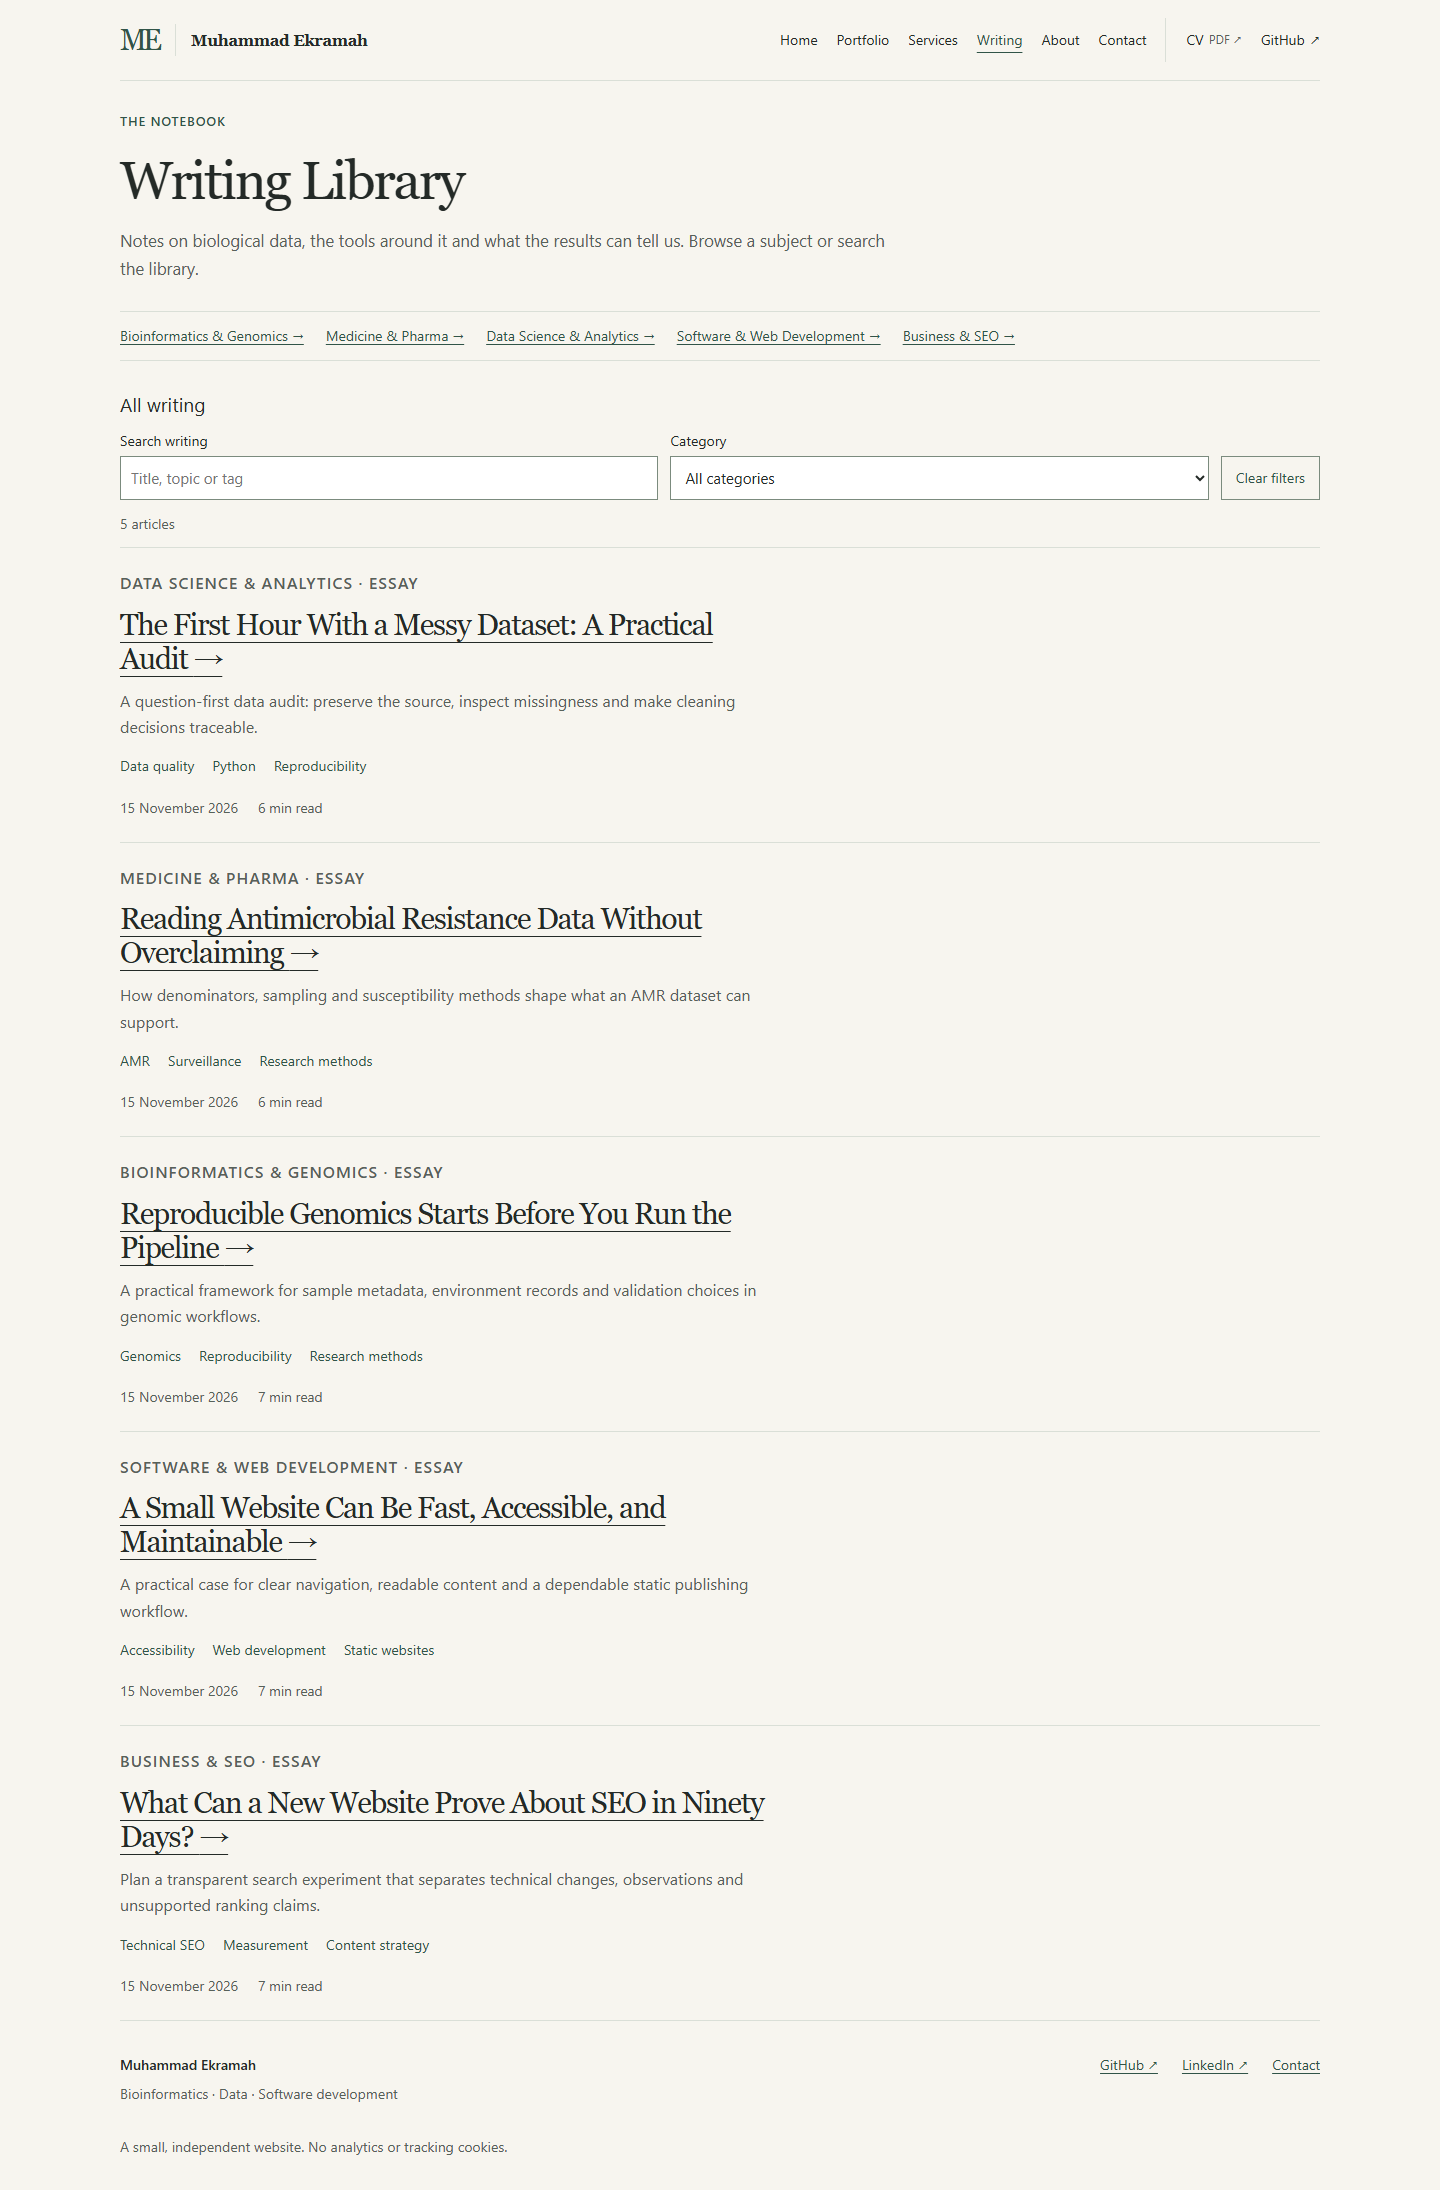 ME Muhammad Ekramah Home Portfolio Services Writing About Contact CV PDF ↗ GitHub ↗
THE NOTEBOOK
Writing Library
Notes on biological data, the tools around it and what the results can tell us. Browse a subject or search
the library.
Bioinformatics & Genomics → Medicine & Pharma → Data Science & Analytics → Software & Web Development → Business & SEO →
All writing
Search writing Category
Title, topic or tag All categories Clear filters
5 articles
DATA SCIENCE & ANALYTICS · ESSAY
The First Hour With a Messy Dataset: A Practical
Audit →
A question-first data audit: preserve the source, inspect missingness and make cleaning
decisions traceable.
Data quality Python Reproducibility
15 November 2026 6 min read
MEDICINE & PHARMA · ESSAY
Reading Antimicrobial Resistance Data Without
Overclaiming →
How denominators, sampling and susceptibility methods shape what an AMR dataset can
support.
AMR Surveillance Research methods
15 November 2026 6 min read
BIOINFORMATICS & GENOMICS · ESSAY
Reproducible Genomics Starts Before You Run the
Pipeline →
A practical framework for sample metadata, environment records and validation choices in
genomic workflows.
Genomics Reproducibility Research methods
15 November 2026 7 min read
SOFTWARE & WEB DEVELOPMENT · ESSAY
A Small Website Can Be Fast, Accessible, and
Maintainable →
A practical case for clear navigation, readable content and a dependable static publishing
workflow.
Accessibility Web development Static websites
15 November 2026 7 min read
BUSINESS & SEO · ESSAY
What Can a New Website Prove About SEO in Ninety
Days? →
Plan a transparent search experiment that separates technical changes, observations and
unsupported ranking claims.
Technical SEO Measurement Content strategy
15 November 2026 7 min read
Muhammad Ekramah GitHub ↗ LinkedIn ↗ Contact
Bioinformatics · Data · Software development
A small, independent website. No analytics or tracking cookies.